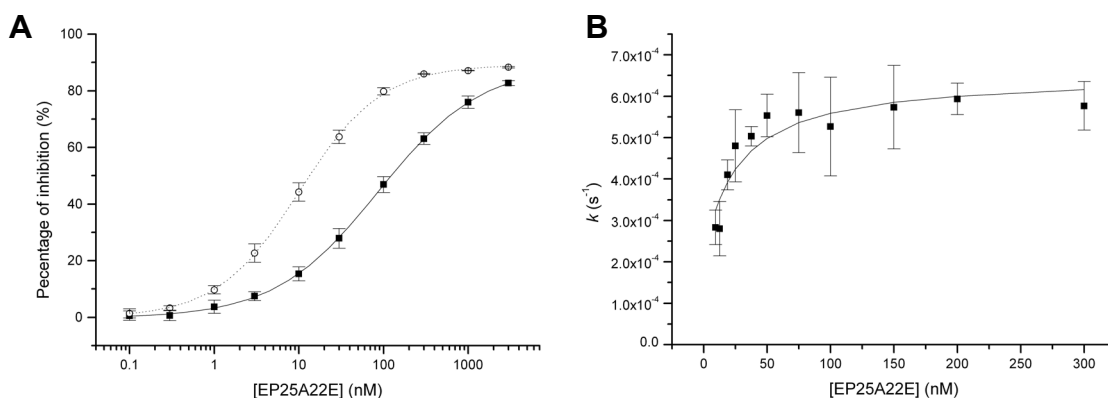 A
B
Pecentage of inhibition (%)
100
80
60
40
20
0
0.1
1
10
100
1000
[EP25A22E] (nM)
k (s⁻¹)
7.0x10⁻⁴
6.0x10⁻⁴
5.0x10⁻⁴
4.0x10⁻⁴
3.0x10⁻⁴
2.0x10⁻⁴
1.0x10⁻⁴
0.0
0
50
100
150
200
250
300
[EP25A22E] (nM)